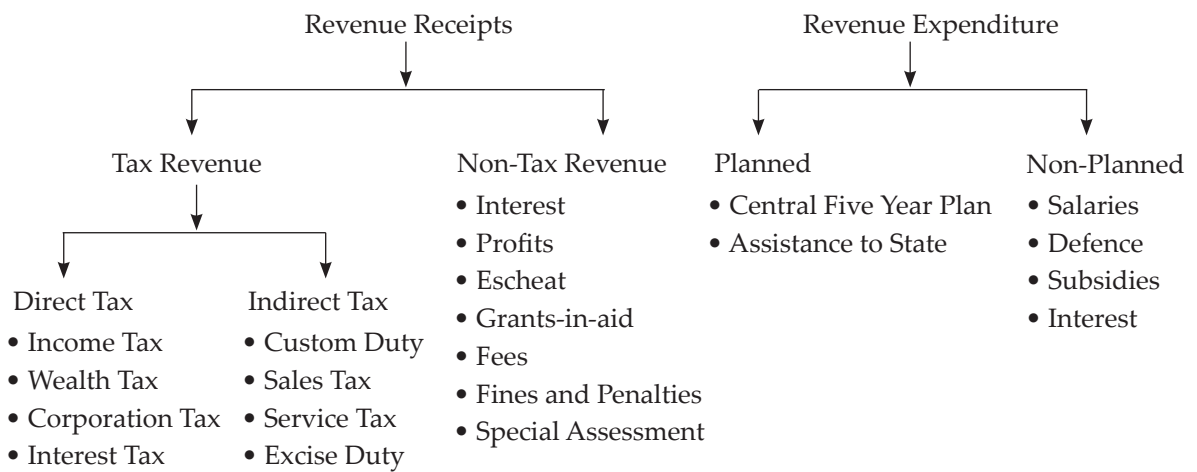 Revenue Receipts
Revenue Expenditure
Tax Revenue
Non-Tax Revenue
• Interest
• Profits
• Escheat
• Grants-in-aid
• Fees
• Fines and Penalties
• Special Assessment
Planned
• Central Five Year Plan
• Assistance to State
Non-Planned
• Salaries
• Defence
• Subsidies
• Interest
Direct Tax
• Income Tax
• Wealth Tax
• Corporation Tax
• Interest Tax
Indirect Tax
• Custom Duty
• Sales Tax
• Service Tax
• Excise Duty